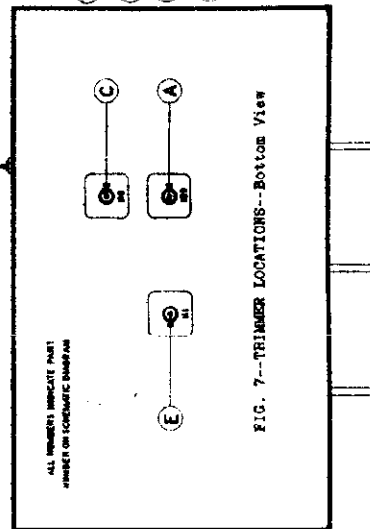 ALL NUMBERS INDICATE PART
NUMBER ON SCHEMATIC DIAGRAM
C
A
E
FIG. 7--TRIMMER LOCATIONS--Bottom View